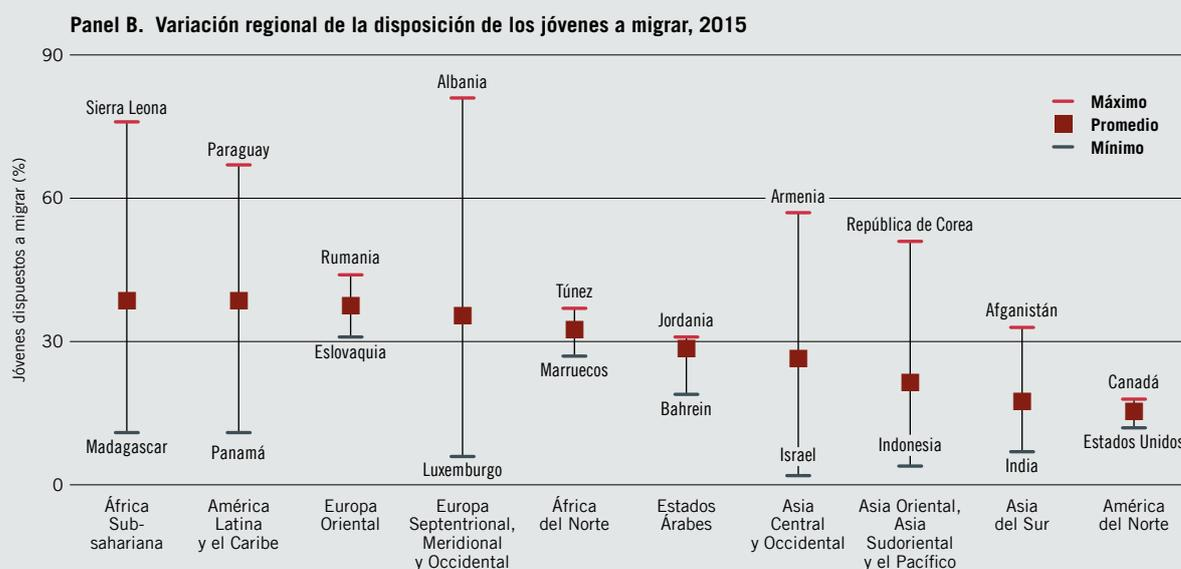 Panel B. Variación regional de la disposición de los jóvenes a migrar, 2015
Jóvenes dispuestos a migrar (%)
90
60
30
0
Máximo
Promedio
Mínimo
Sierra Leona
Madagascar
Paraguay
Panamá
Rumania
Eslovaquia
Albania
Luxemburgo
Túnez
Marruecos
Jordania
Bahrein
Armenia
Israel
República de Corea
Indonesia
Afganistán
India
Canadá
Estados Unidos
África
Sub-
sahariana
América
Latina
y el Caribe
Europa
Oriental
Europa
Septentrional,
Meridional
y Occidental
África
del Norte
Estados
Árabes
Asia
Central
y Occidental
Asia Oriental,
Asia
Sudoriental
y el Pacífico
Asia
del Sur
América
del Norte